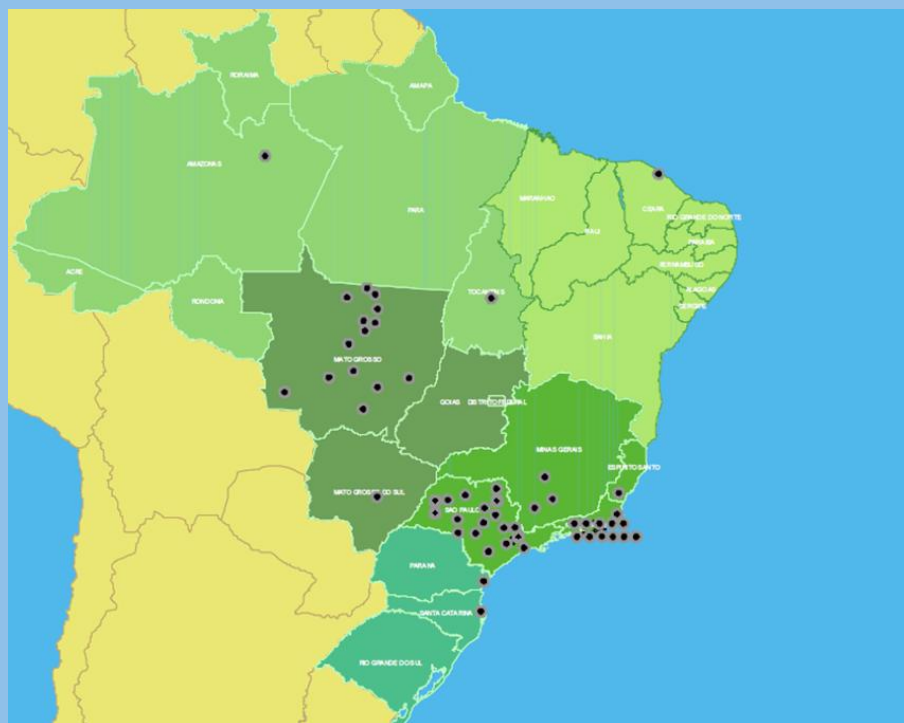 RORAIMA
AMAPA
AMAZONAS
PARA
MARANHAO
CEARA
RIO GRANDE DO NORTE
PARAIBA
PIAUI
PERNAMBUCO
ACRE
ALAGOAS
TOCANTINS
RONDONIA
SERGIPE
BAHIA
MATO GROSSO
GOIAS
DISTRITO FEDERAL
MINAS GERAIS
ESPIRITO SANTO
MATO GROSSO DO SUL
SAO PAULO
PARANA
SANTA CATARINA
RIO GRANDE DO SUL